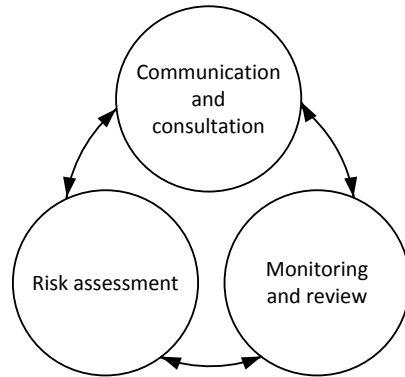 Communication
and
consultation
Risk assessment
Monitoring
and review